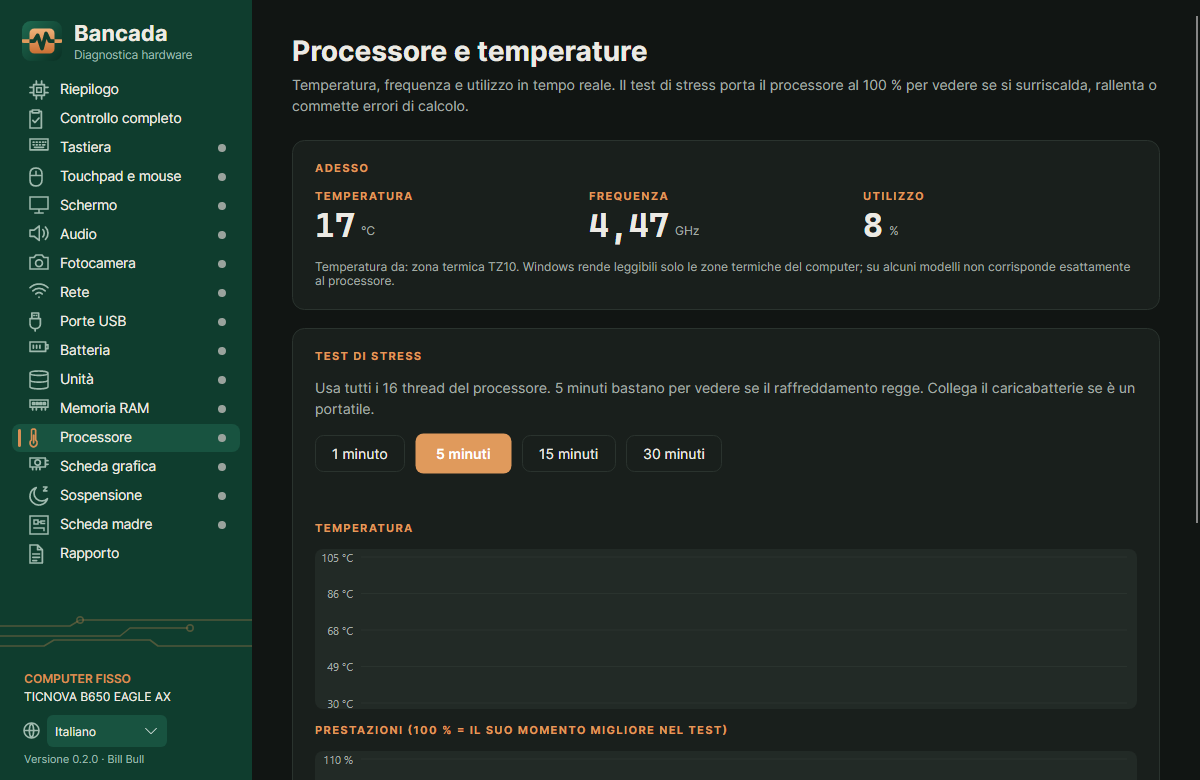 Bancada
Diagnostica hardware
Riepilogo
Controllo completo
Tastiera
Touchpad e mouse
Schermo
Audio
Fotocamera
Rete
Porte USB
Batteria
Unità
Memoria RAM
Processore
Scheda grafica
Sospensione
Scheda madre
Rapporto
COMPUTER FISSO
TICNOVA B650 EAGLE AX
Italiano
Versione 0.2.0 · Bill Bull
Processore e temperature
Temperatura, frequenza e utilizzo in tempo reale. Il test di stress porta il processore al 100 % per vedere se si surriscalda, rallenta o
commette errori di calcolo.
ADESSO
TEMPERATURA FREQUENZA UTILIZZO
17 °C 4,47 GHz 8 %
Temperatura da: zona termica TZ10. Windows rende leggibili solo le zone termiche del computer; su alcuni modelli non corrisponde esattamente
al processore.
TEST DI STRESS
Usa tutti i 16 thread del processore. 5 minuti bastano per vedere se il raffreddamento regge. Collega il caricabatterie se è un
portatile.
1 minuto 5 minuti 15 minuti 30 minuti
TEMPERATURA
105 °C
86 °C
68 °C
49 °C
30 °C
PRESTAZIONI (100 % = IL SUO MOMENTO MIGLIORE NEL TEST)
110 %